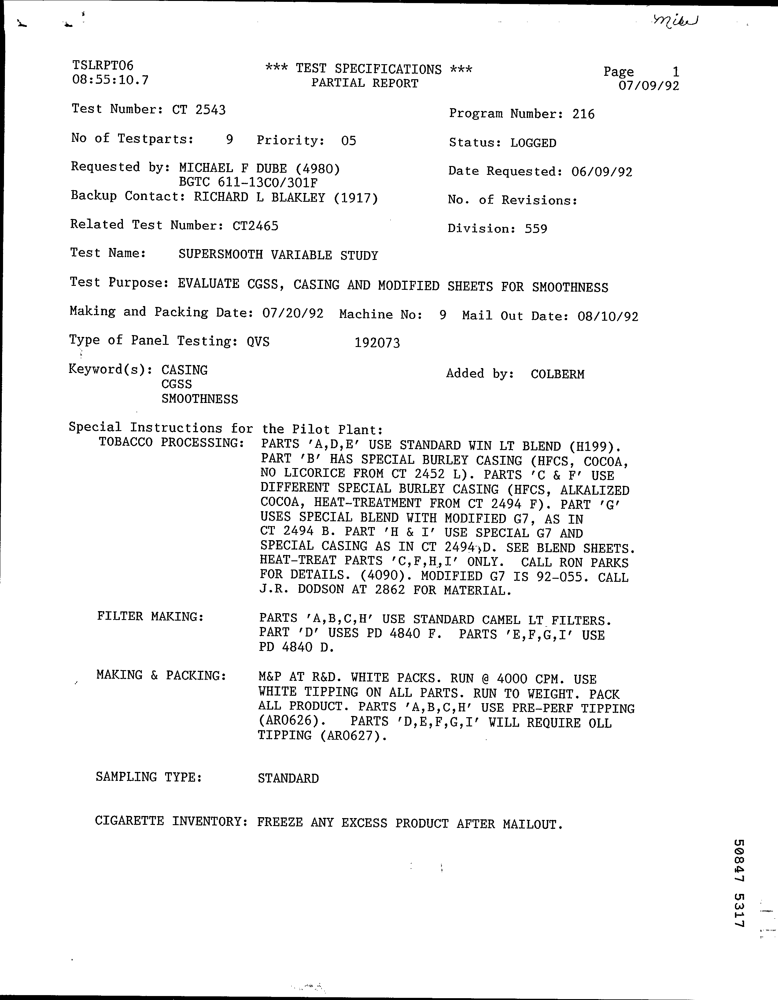 Mike
TSLRPT06 *** TEST SPECIFICATIONS *** Page 1
08:55:10.7 PARTIAL REPORT 07/09/92
Test Number: CT 2543 Program Number: 216
No of Testparts: 9 Priority: 05 Status: LOGGED
Requested by: MICHAEL F DUBE (4980) Date Requested: 06/09/92
BGTC 611-13C0/301F
Backup Contact: RICHARD L BLAKLEY (1917) No. of Revisions:
Related Test Number: CT2465 Division: 559
Test Name: SUPERSMOOTH VARIABLE STUDY
Test Purpose: EVALUATE CGSS, CASING AND MODIFIED SHEETS FOR SMOOTHNESS
Making and Packing Date: 07/20/92 Machine No: 9 Mail Out Date: 08/10/92
Type of Panel Testing: QVS 192073
Keyword(s): CASING Added by: COLBERM
CGSS
SMOOTHNESS
Special Instructions for the Pilot Plant:
TOBACCO PROCESSING: PARTS 'A,D,E' USE STANDARD WIN LT BLEND (H199).
PART 'B' HAS SPECIAL BURLEY CASING (HFCS, COCOA,
NO LICORICE FROM CT 2452 L). PARTS 'C & F' USE
DIFFERENT SPECIAL BURLEY CASING (HFCS, ALKALIZED
COCOA, HEAT-TREATMENT FROM CT 2494 F). PART 'G'
USES SPECIAL BLEND WITH MODIFIED G7, AS IN
CT 2494 B. PART 'H & I' USE SPECIAL G7 AND
SPECIAL CASING AS IN CT 2494 D. SEE BLEND SHEETS.
HEAT-TREAT PARTS 'C,F,H,I' ONLY. CALL RON PARKS
FOR DETAILS. (4090). MODIFIED G7 IS 92-055. CALL
J.R. DODSON AT 2862 FOR MATERIAL.
FILTER MAKING: PARTS 'A,B,C,H' USE STANDARD CAMEL LT FILTERS.
PART 'D' USES PD 4840 F. PARTS 'E,F,G,I' USE
PD 4840 D.
MAKING & PACKING: M&P AT R&D. WHITE PACKS. RUN @ 4000 CPM. USE
WHITE TIPPING ON ALL PARTS. RUN TO WEIGHT. PACK
ALL PRODUCT. PARTS 'A,B,C,H' USE PRE-PERF TIPPING
(AR0626). PARTS 'D,E,F,G,I' WILL REQUIRE OLL
TIPPING (AR0627).
SAMPLING TYPE: STANDARD
CIGARETTE INVENTORY: FREEZE ANY EXCESS PRODUCT AFTER MAILOUT.
50847 5317